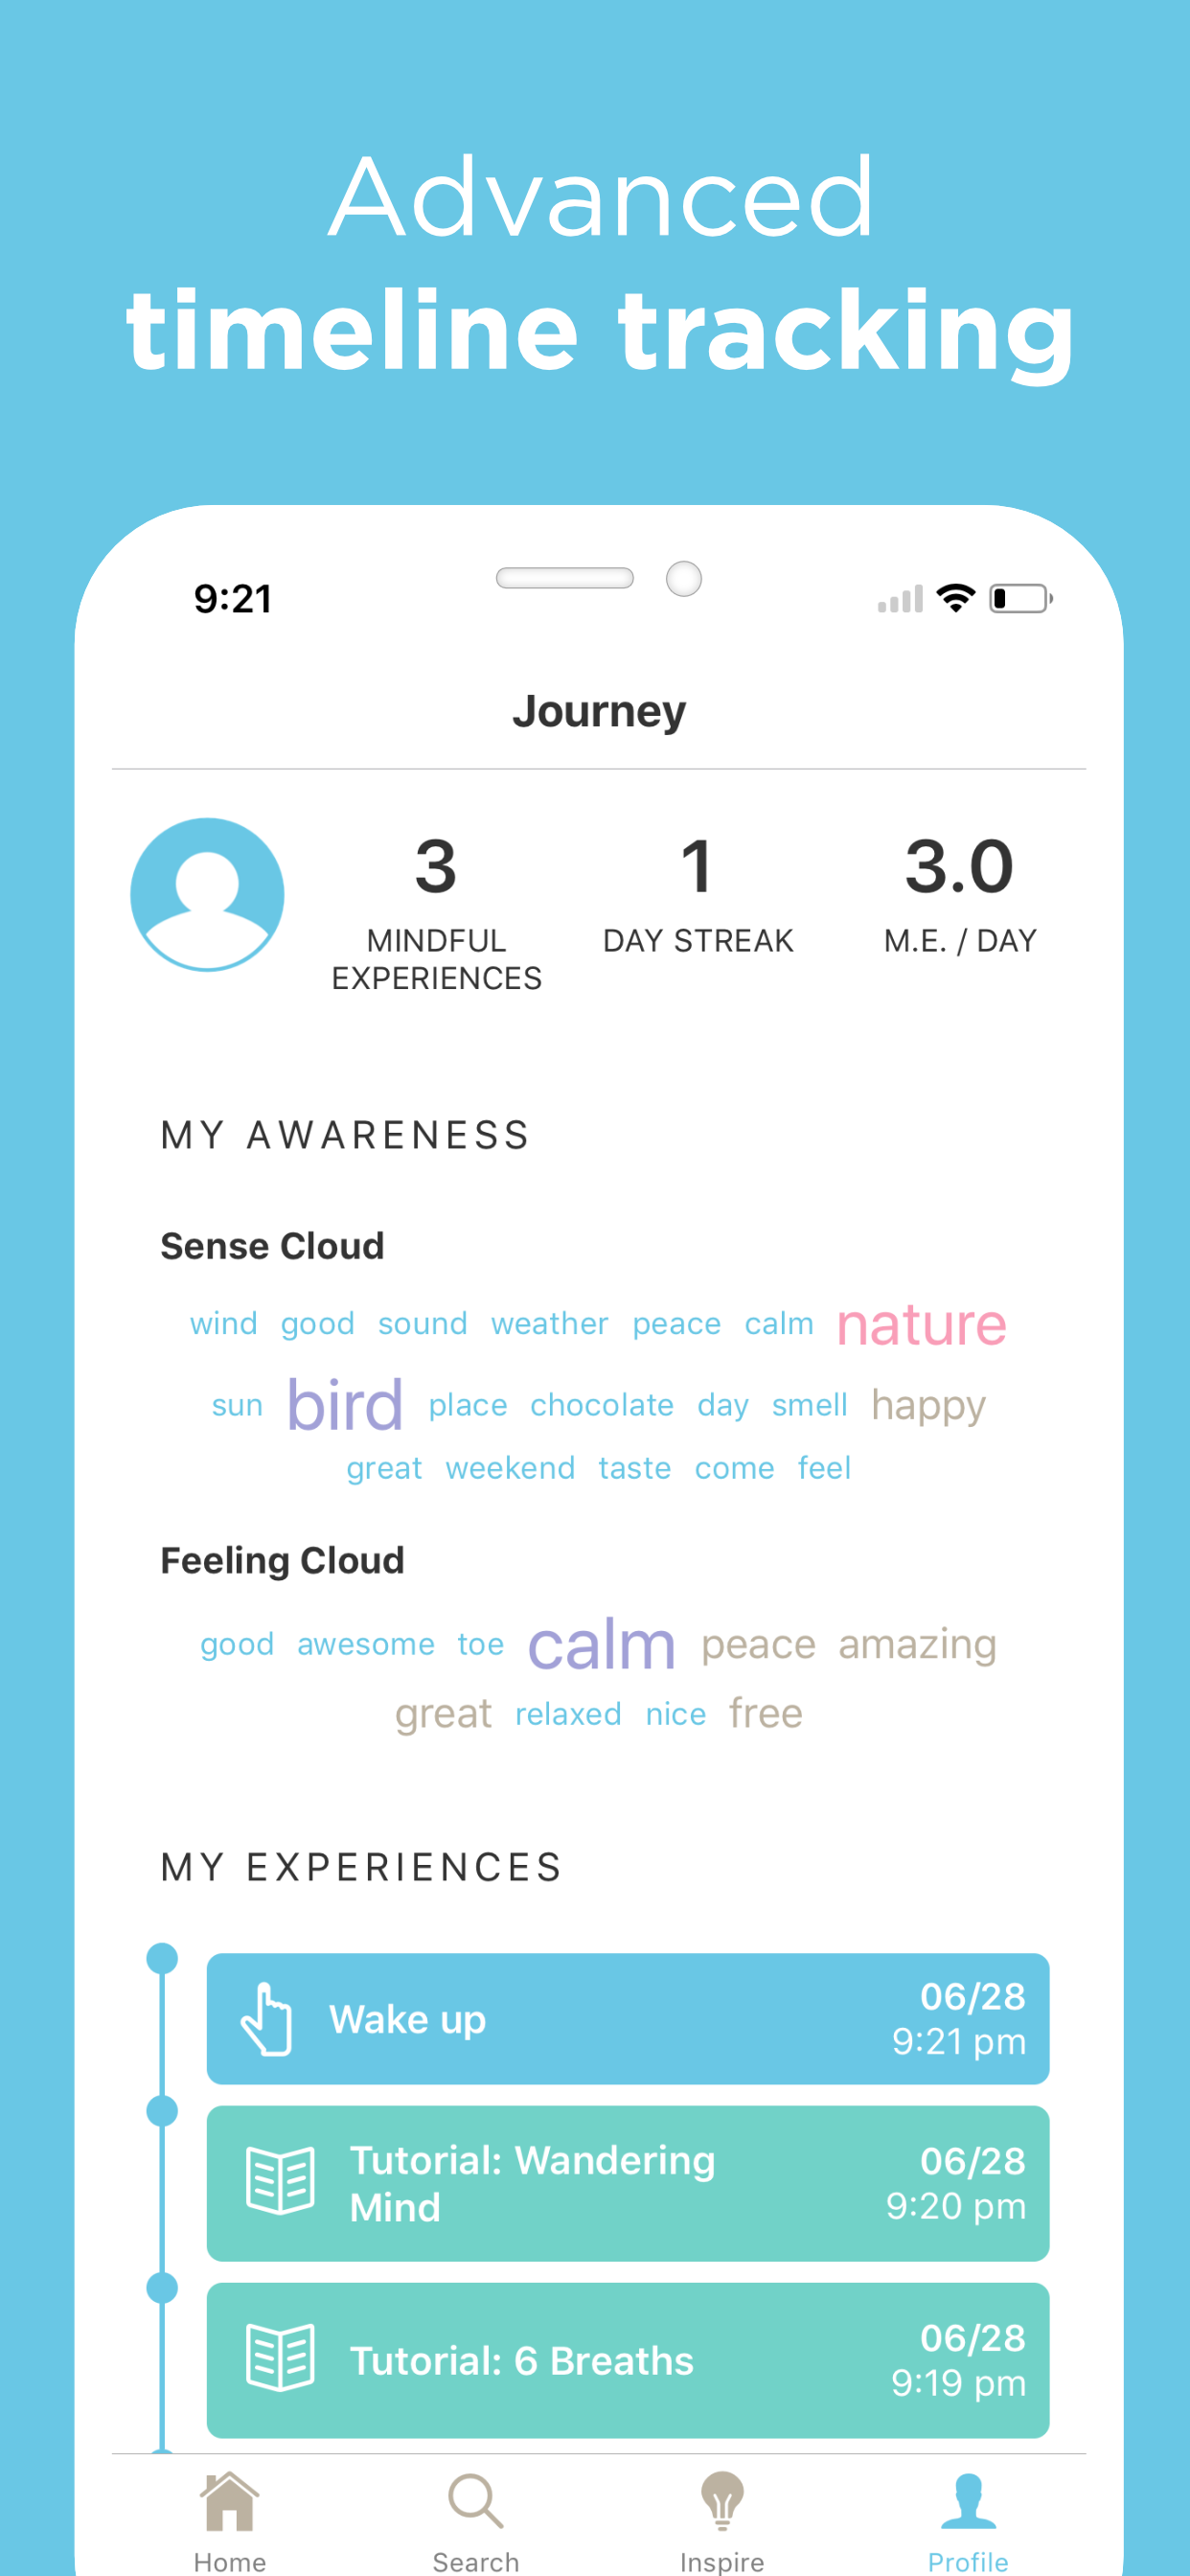 Advanced
timeline tracking
9:21
Journey
3
MINDFUL
EXPERIENCES
1
DAY STREAK
3.0
M.E. / DAY
MY AWARENESS
Sense Cloud
wind good sound weather peace calm nature
sun bird place chocolate day smell happy
great weekend taste come feel
Feeling Cloud
good awesome toe calm peace amazing
great relaxed nice free
MY EXPERIENCES
Wake up
06/28
9:21 pm
Tutorial: Wandering
Mind
06/28
9:20 pm
Tutorial: 6 Breaths
06/28
9:19 pm
Home Search Inspire Profile